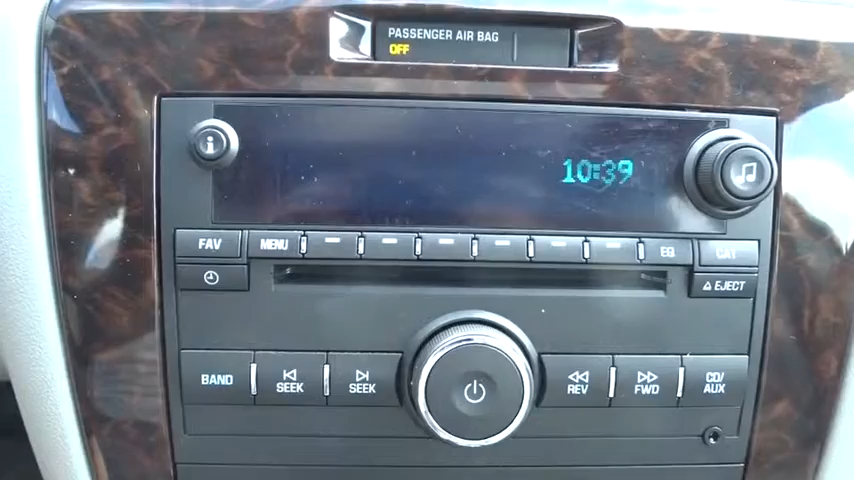 PASSENGER AIR BAG
OFF
i
10:39
FAV
MENU
EQ
CAT
EJECT
BAND
SEEK
SEEK
REV
FWD
CD/
AUX